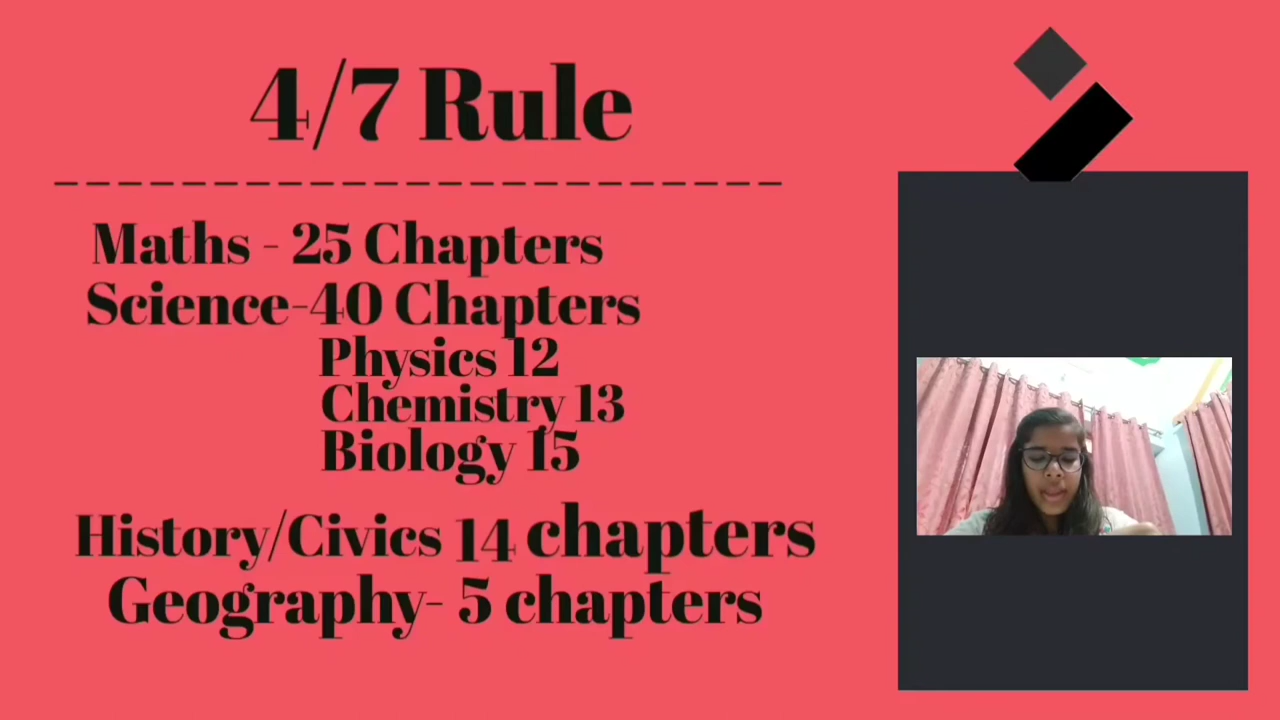 4/7 Rule
Maths - 25 Chapters
Science-40 Chapters
Physics 12
Chemistry 13
Biology 15
History/Civics 14 chapters
Geography- 5 chapters